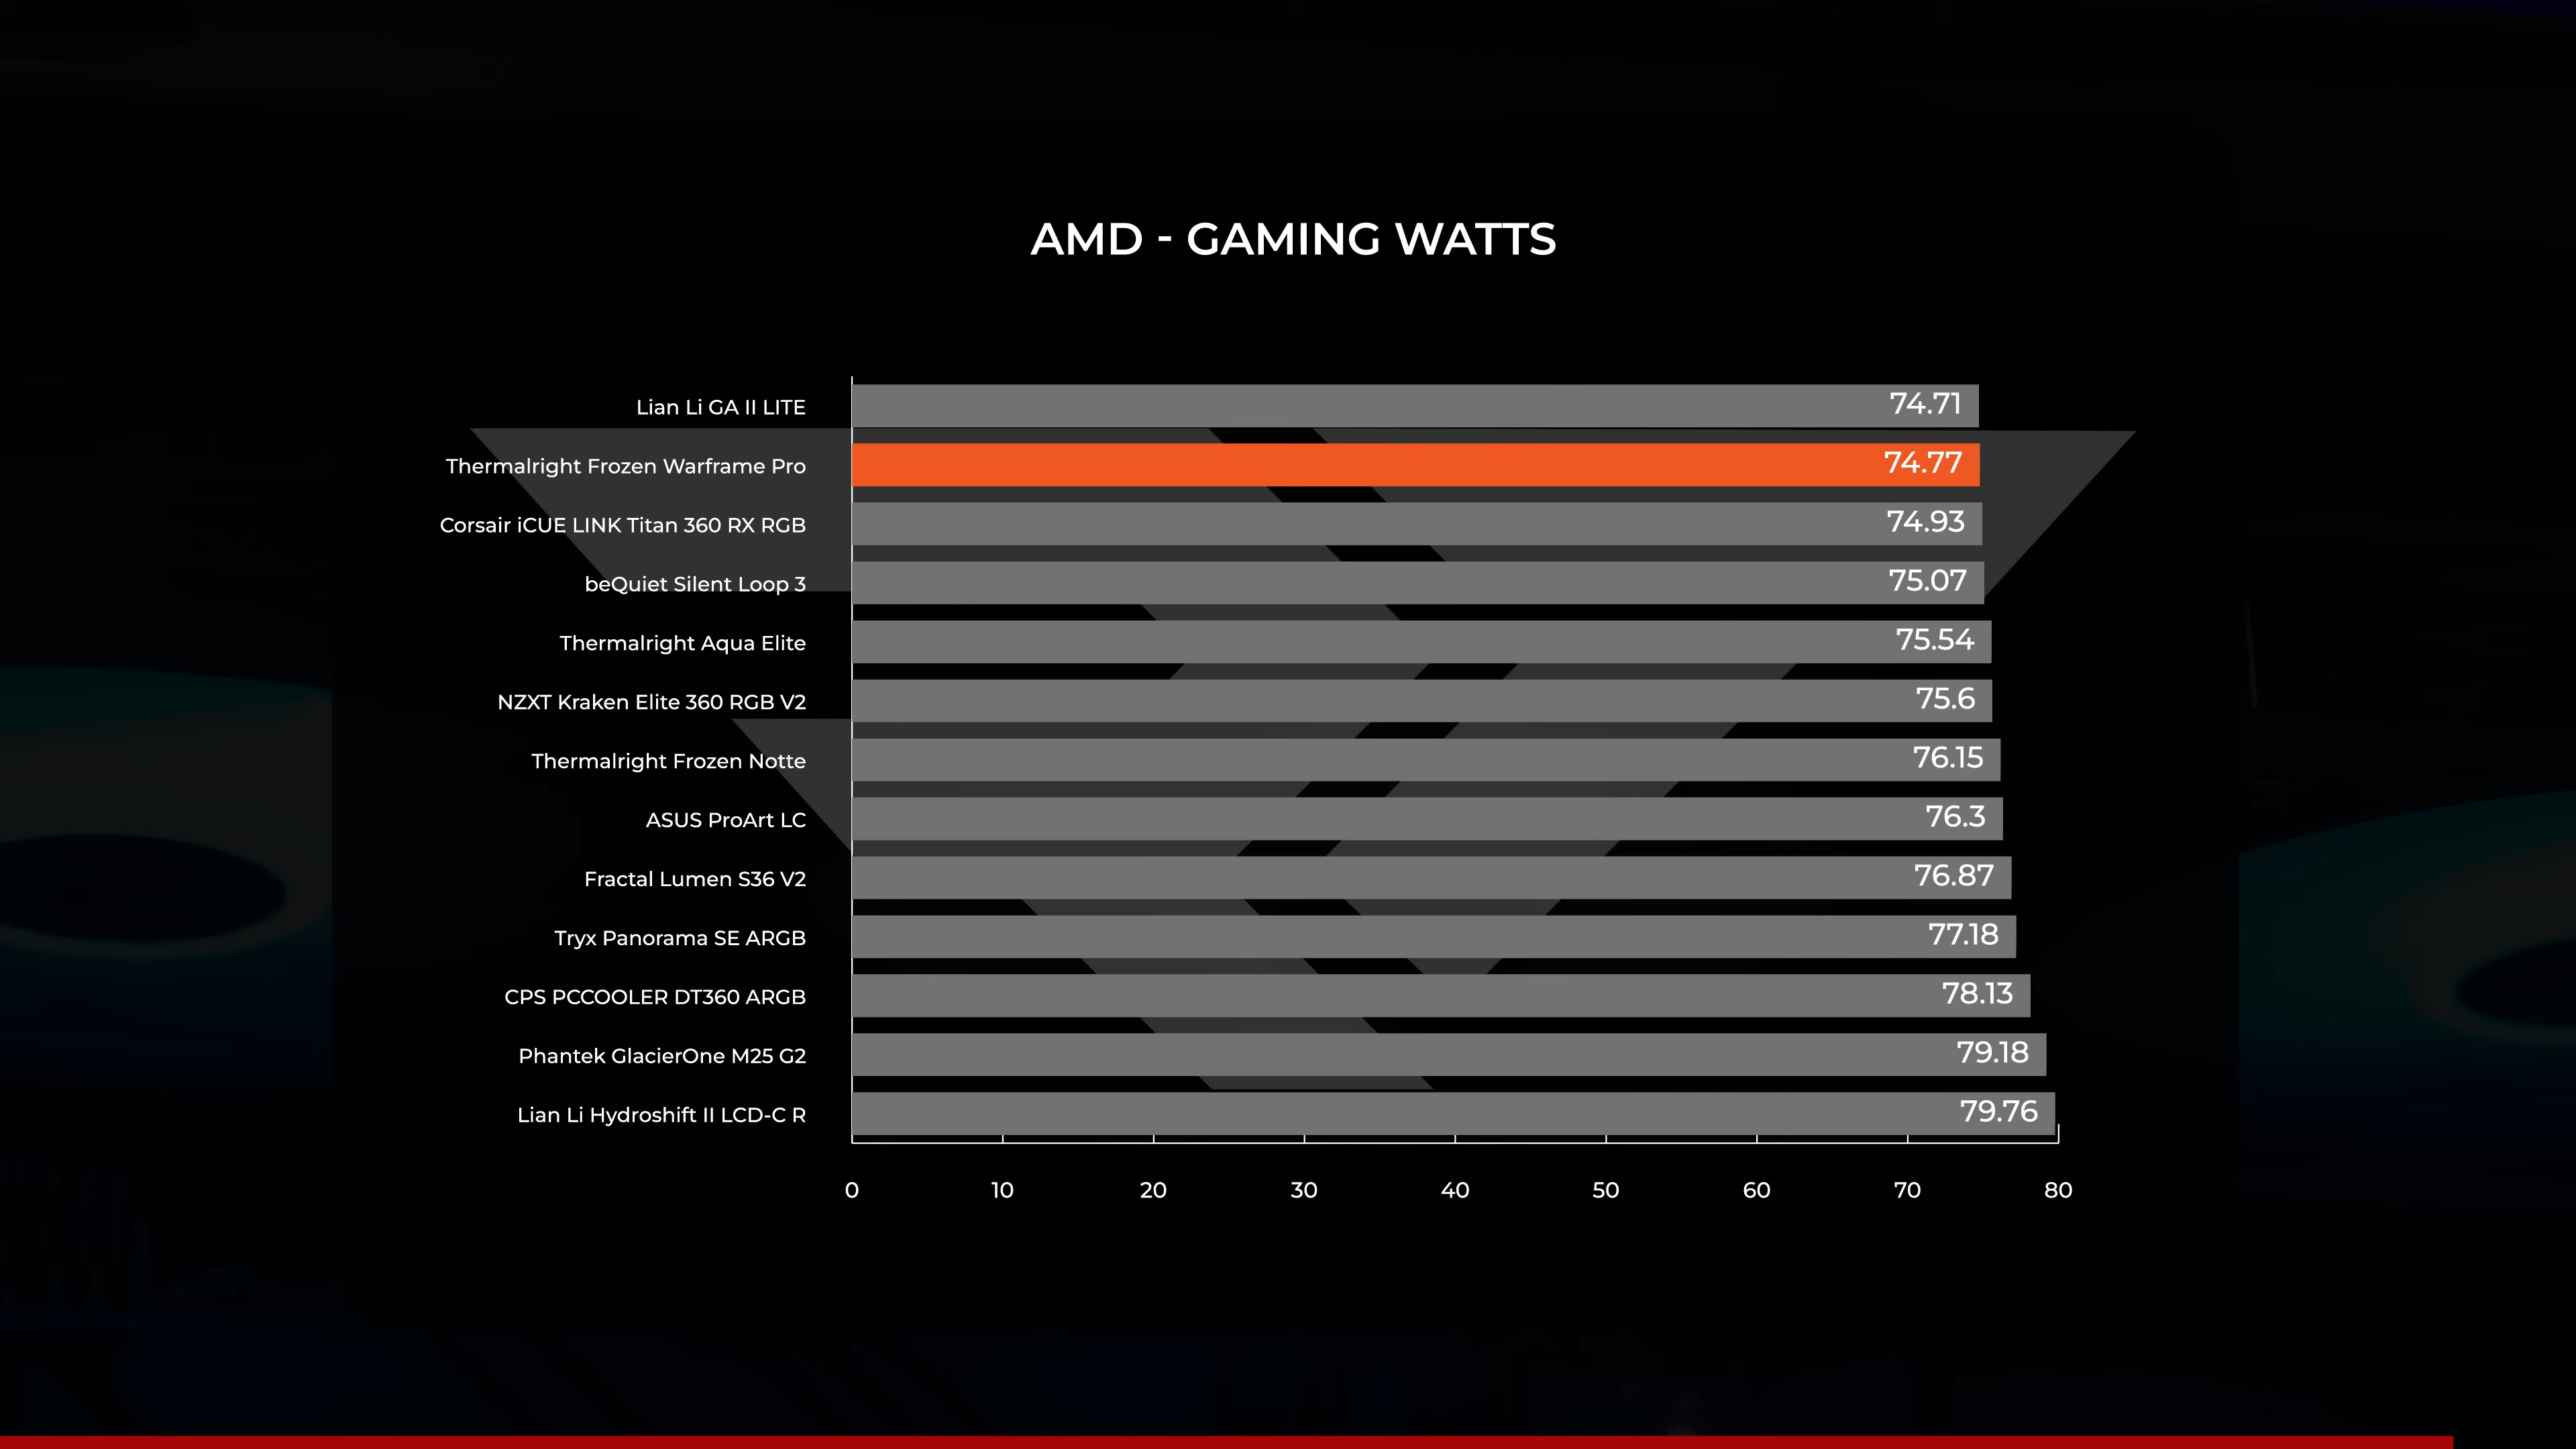 AMD - GAMING WATTS
Lian Li GA II LITE 74.71
Thermalright Frozen Warframe Pro 74.77
Corsair iCUE LINK Titan 360 RX RGB 74.93
beQuiet Silent Loop 3 75.07
Thermalright Aqua Elite 75.54
NZXT Kraken Elite 360 RGB V2 75.6
Thermalright Frozen Notte 76.15
ASUS ProArt LC 76.3
Fractal Lumen S36 V2 76.87
Tryx Panorama SE ARGB 77.18
CPS PCCOOLER DT360 ARGB 78.13
Phantek GlacierOne M25 G2 79.18
Lian Li Hydroshift II LCD-C R 79.76
0 10 20 30 40 50 60 70 80